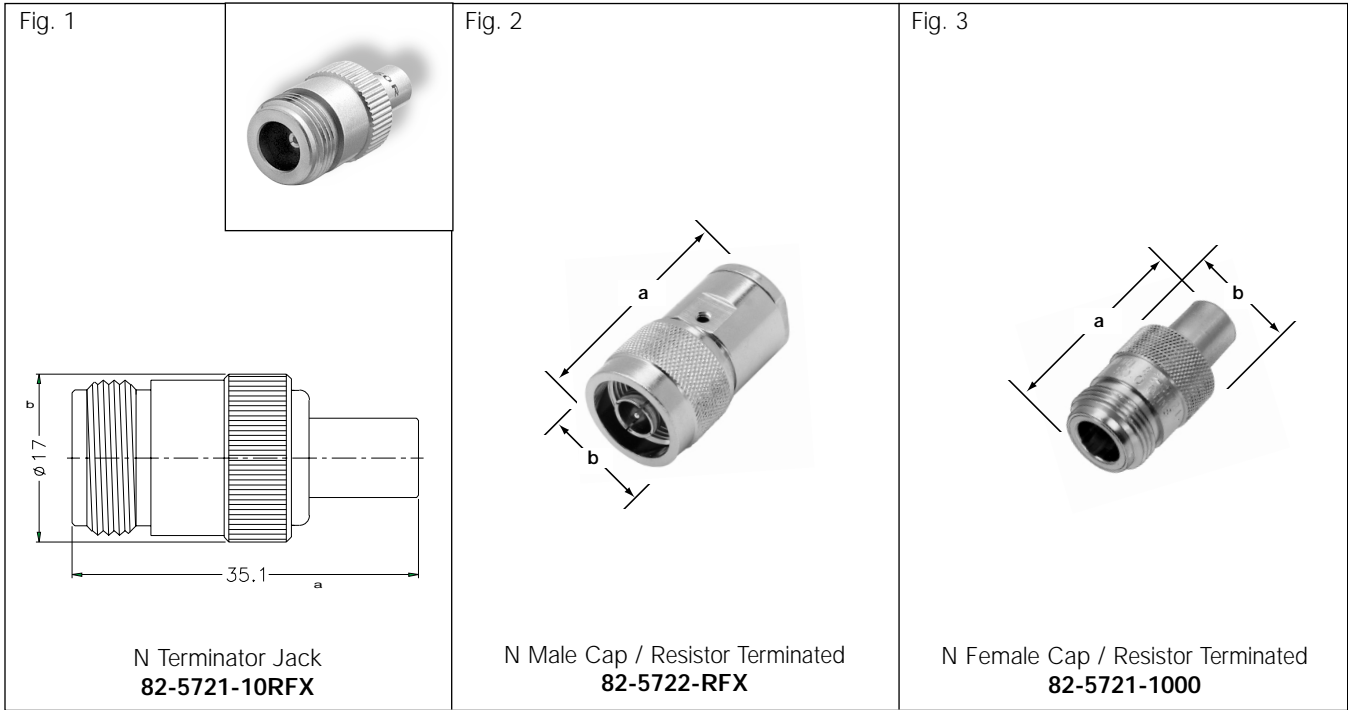 Fig. 1
b
ø17
35.1
a
N Terminator Jack
82-5721-10RFX
Fig. 2
a
b
N Male Cap / Resistor Terminated
82-5722-RFX
Fig. 3
a
b
N Female Cap / Resistor Terminated
82-5721-1000